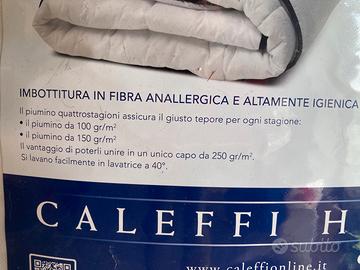 IMBOTTITURA IN FIBRA ANALLERGICA E ALTAMENTE IGIENICA
Il piumino quattrostagioni assicura il giusto tepore per ogni stagione:
• il piumino da 100 gr/m²
• il piumino da 150 gr/m²
Il vantaggio di poterli unire in un unico capo da 250 gr/m².
Si lavano facilmente in lavatrice a 40°.
CALEFFI H
www.caleffionline.it
subito